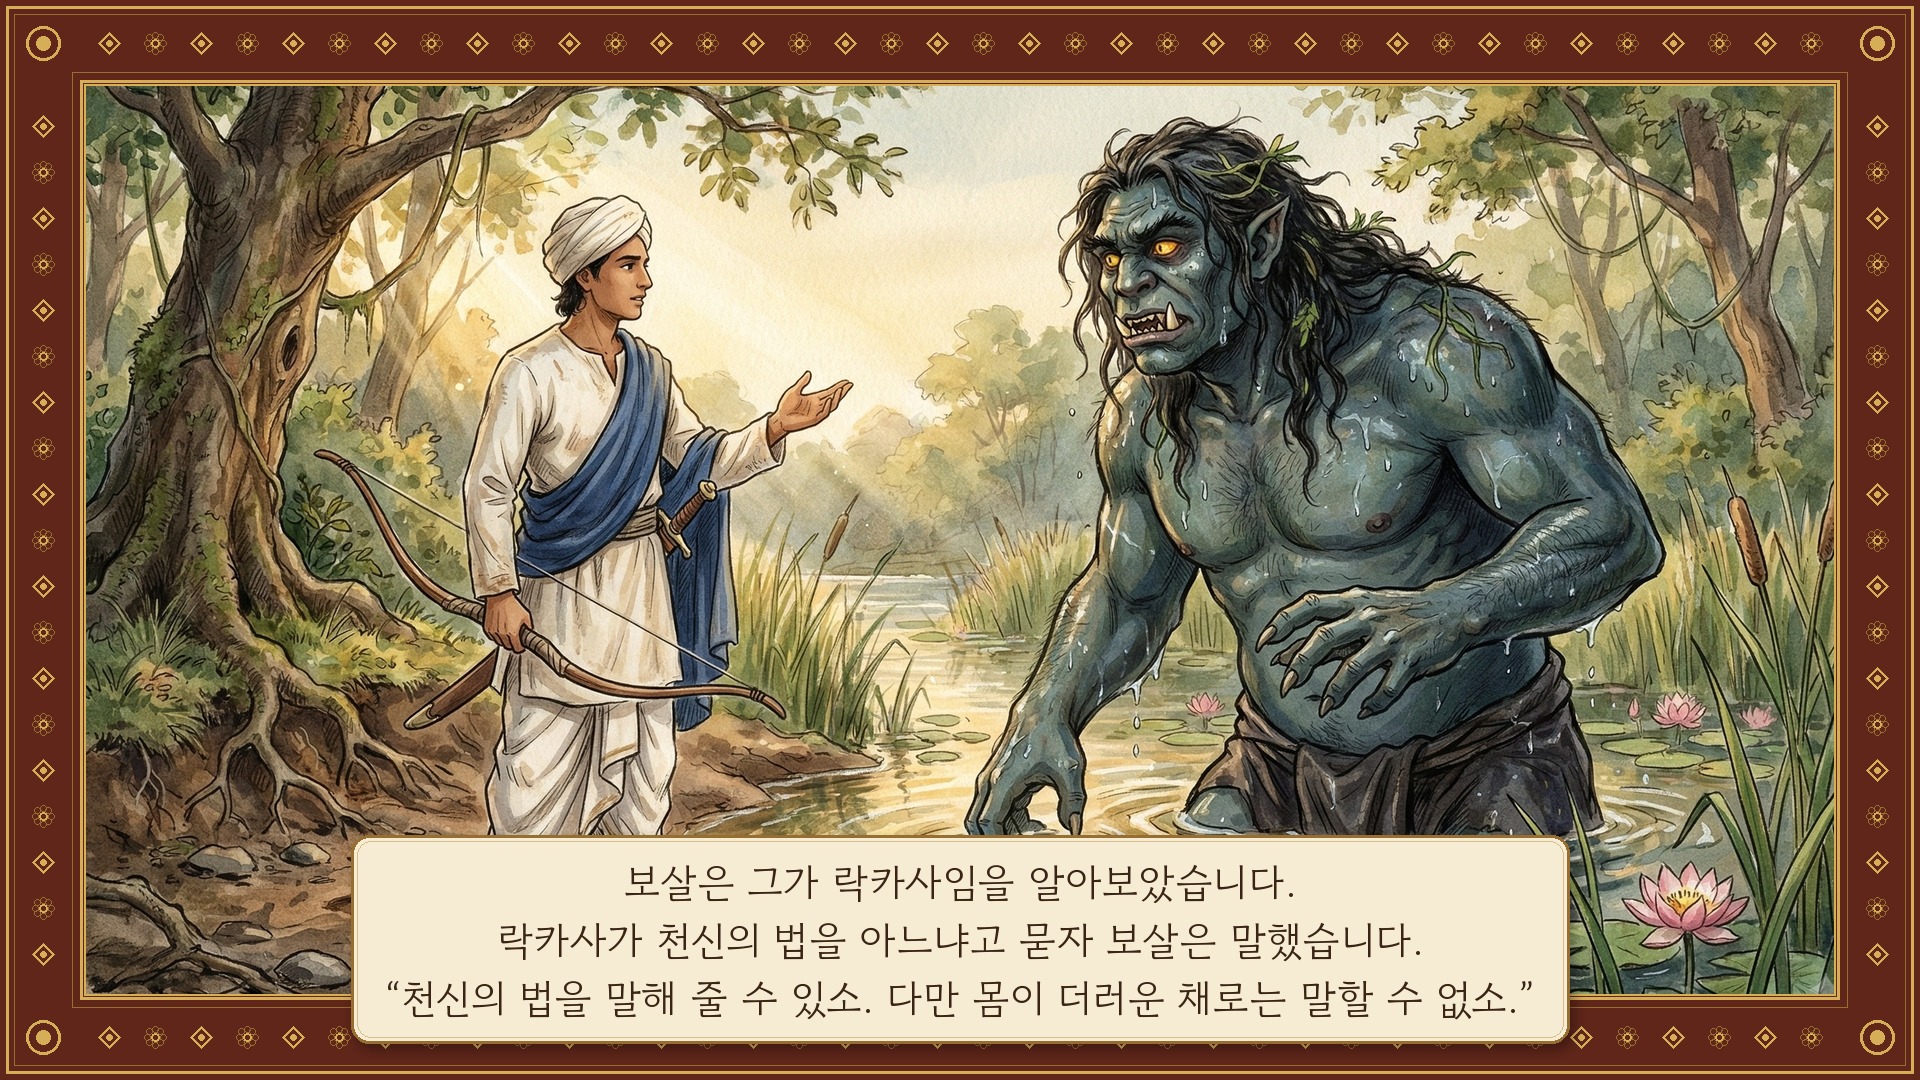 보살은 그가 락카사임을 알아보았습니다.
락카사가 천신의 법을 아느냐고 묻자 보살은 말했습니다.
“천신의 법을 말해 줄 수 있소. 다만 몸이 더러운 채로는 말할 수 없소.”